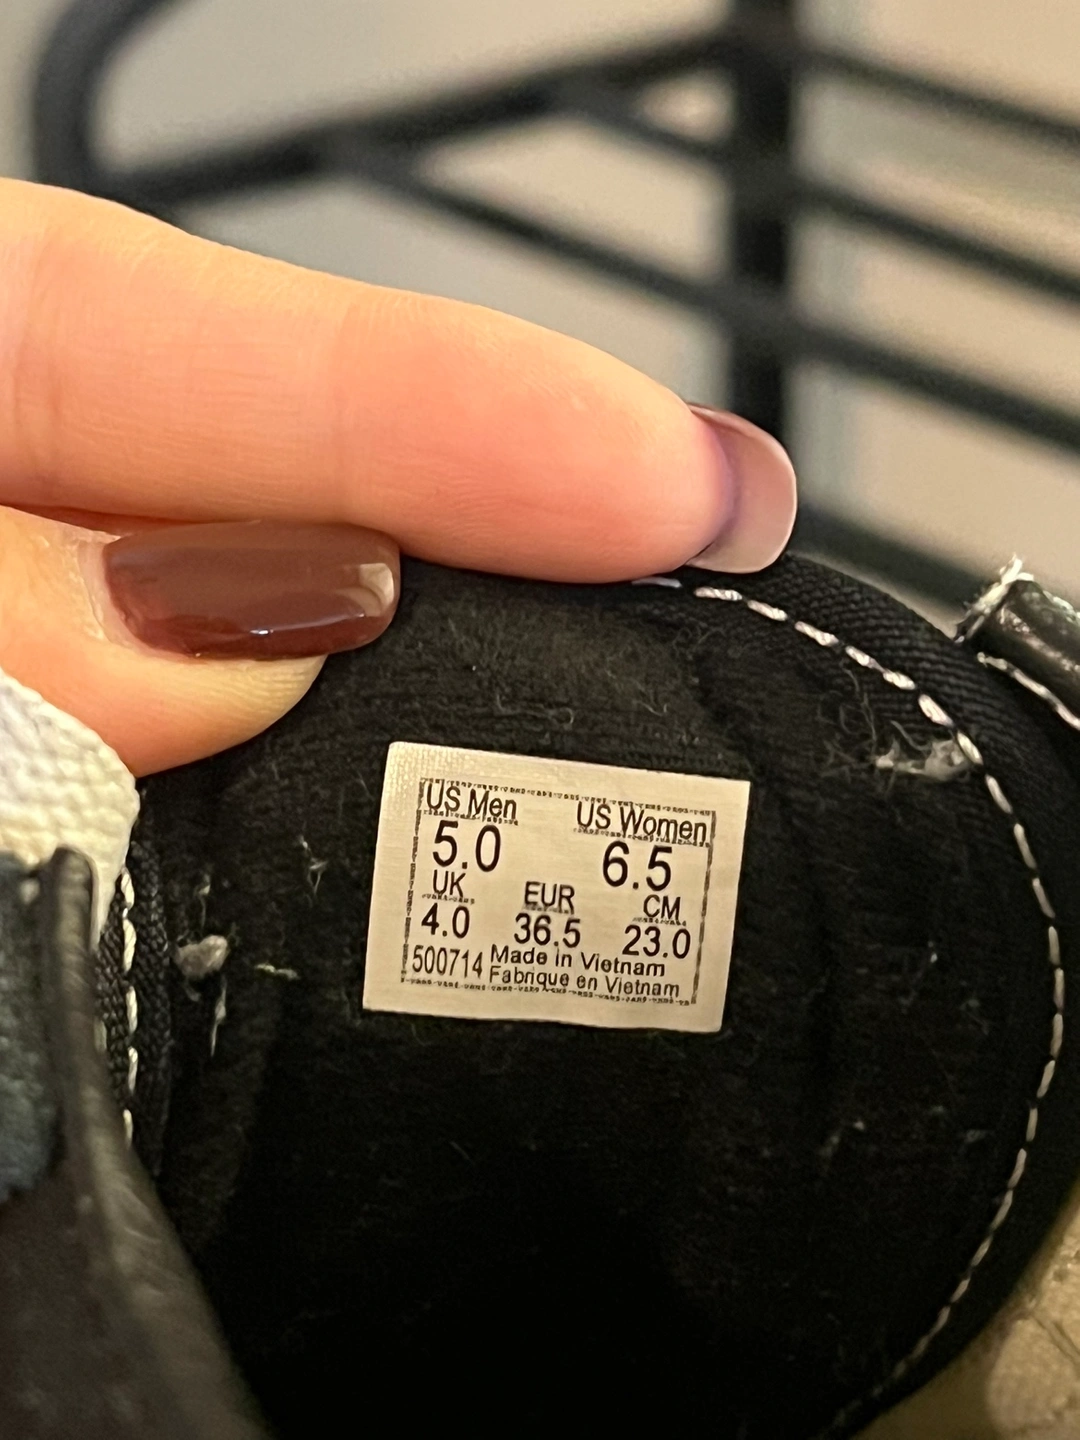 US Men US Women
5.0 6.5
UK EUR CM
4.0 36.5 23.0
500714 Made in Vietnam
Fabrique en Vietnam